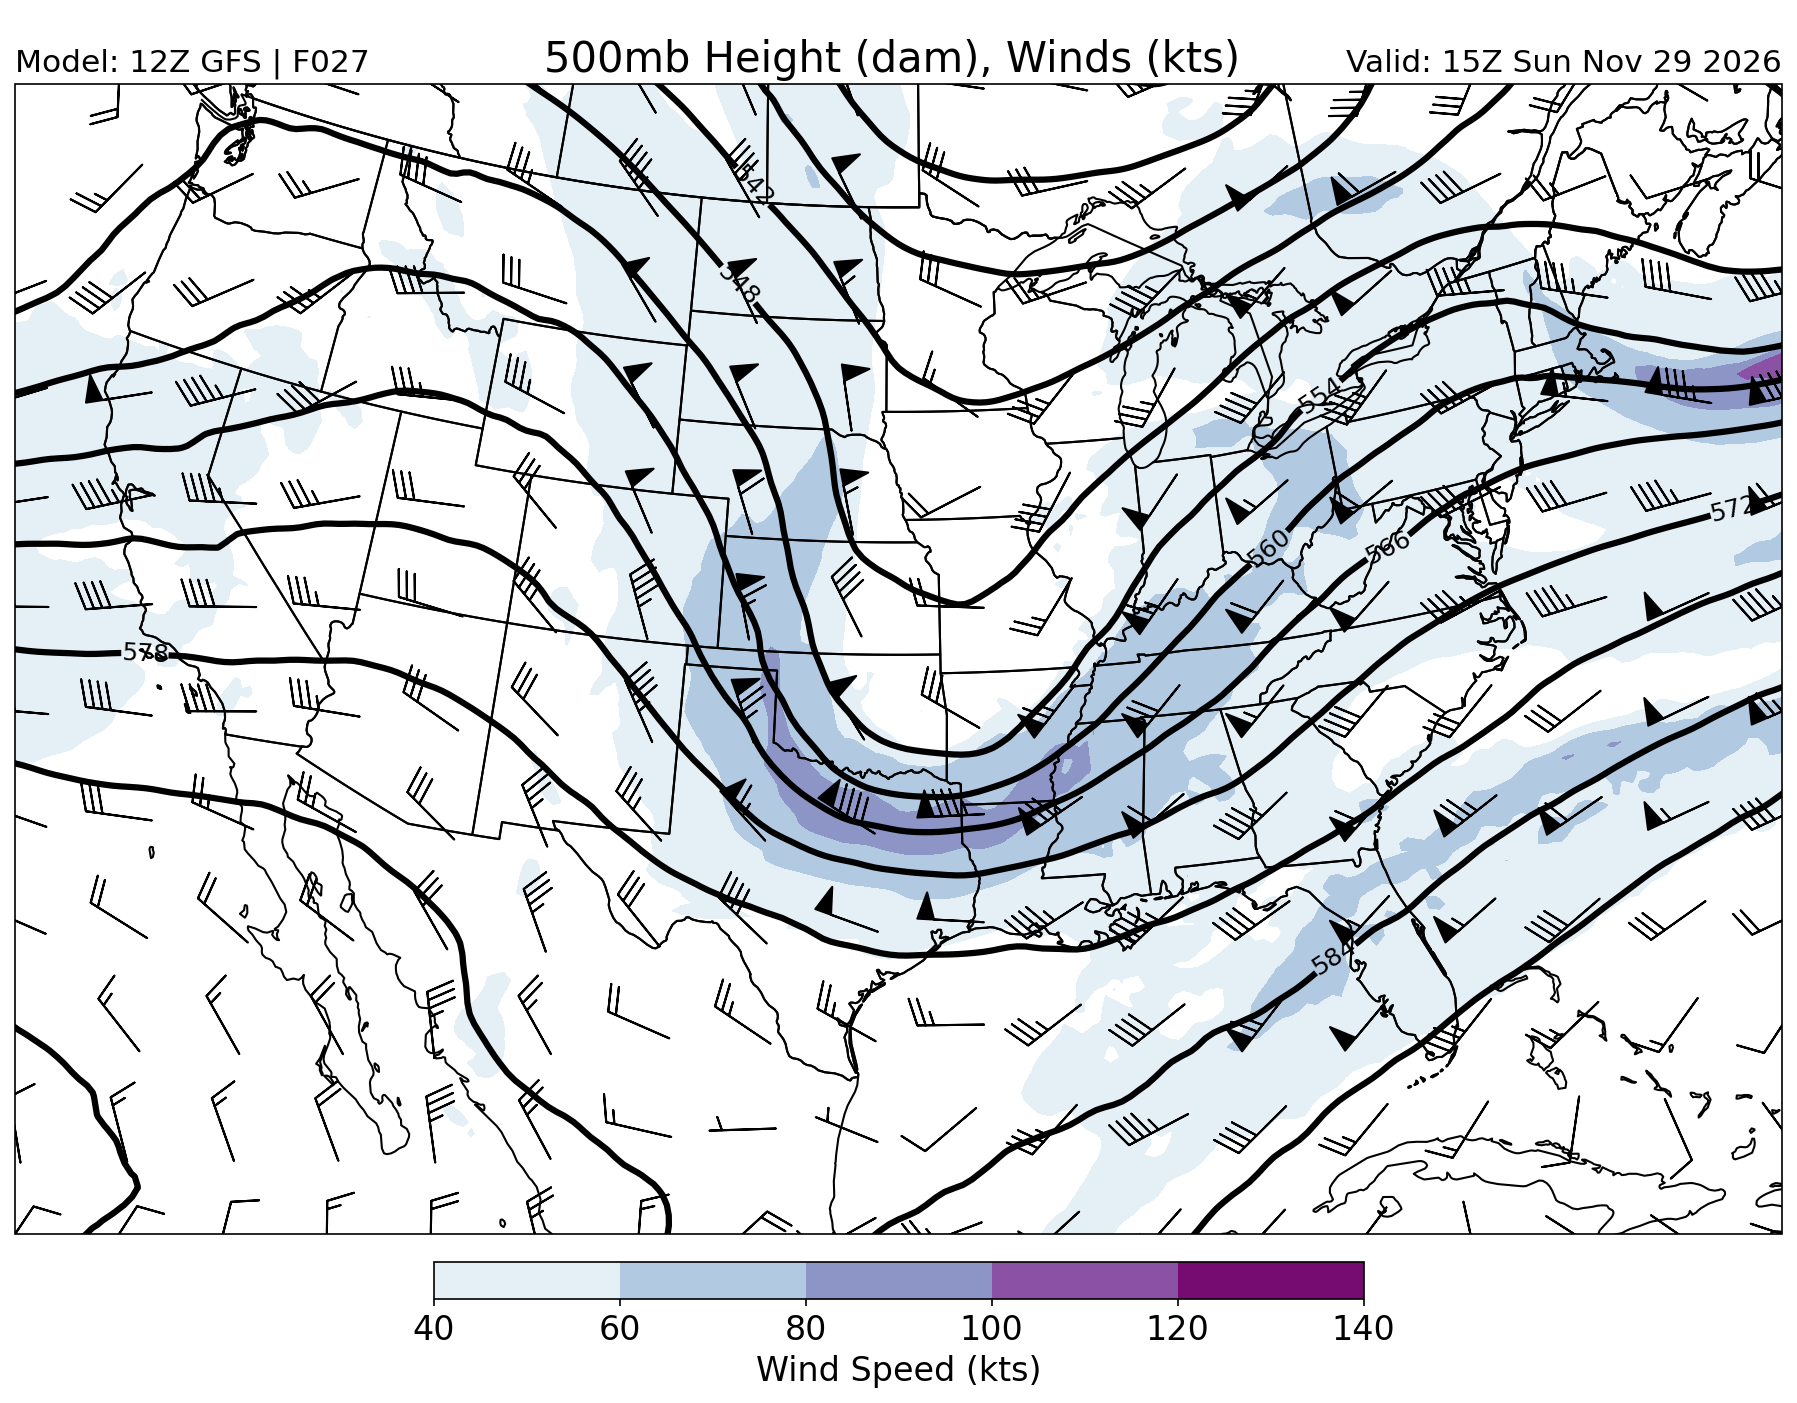 Model: 12Z GFS | F027
500mb Height (dam), Winds (kts)
Valid: 15Z Sun Nov 29 2026
542
548
554
560
566
572
578
584
40 60 80 100 120 140
Wind Speed (kts)